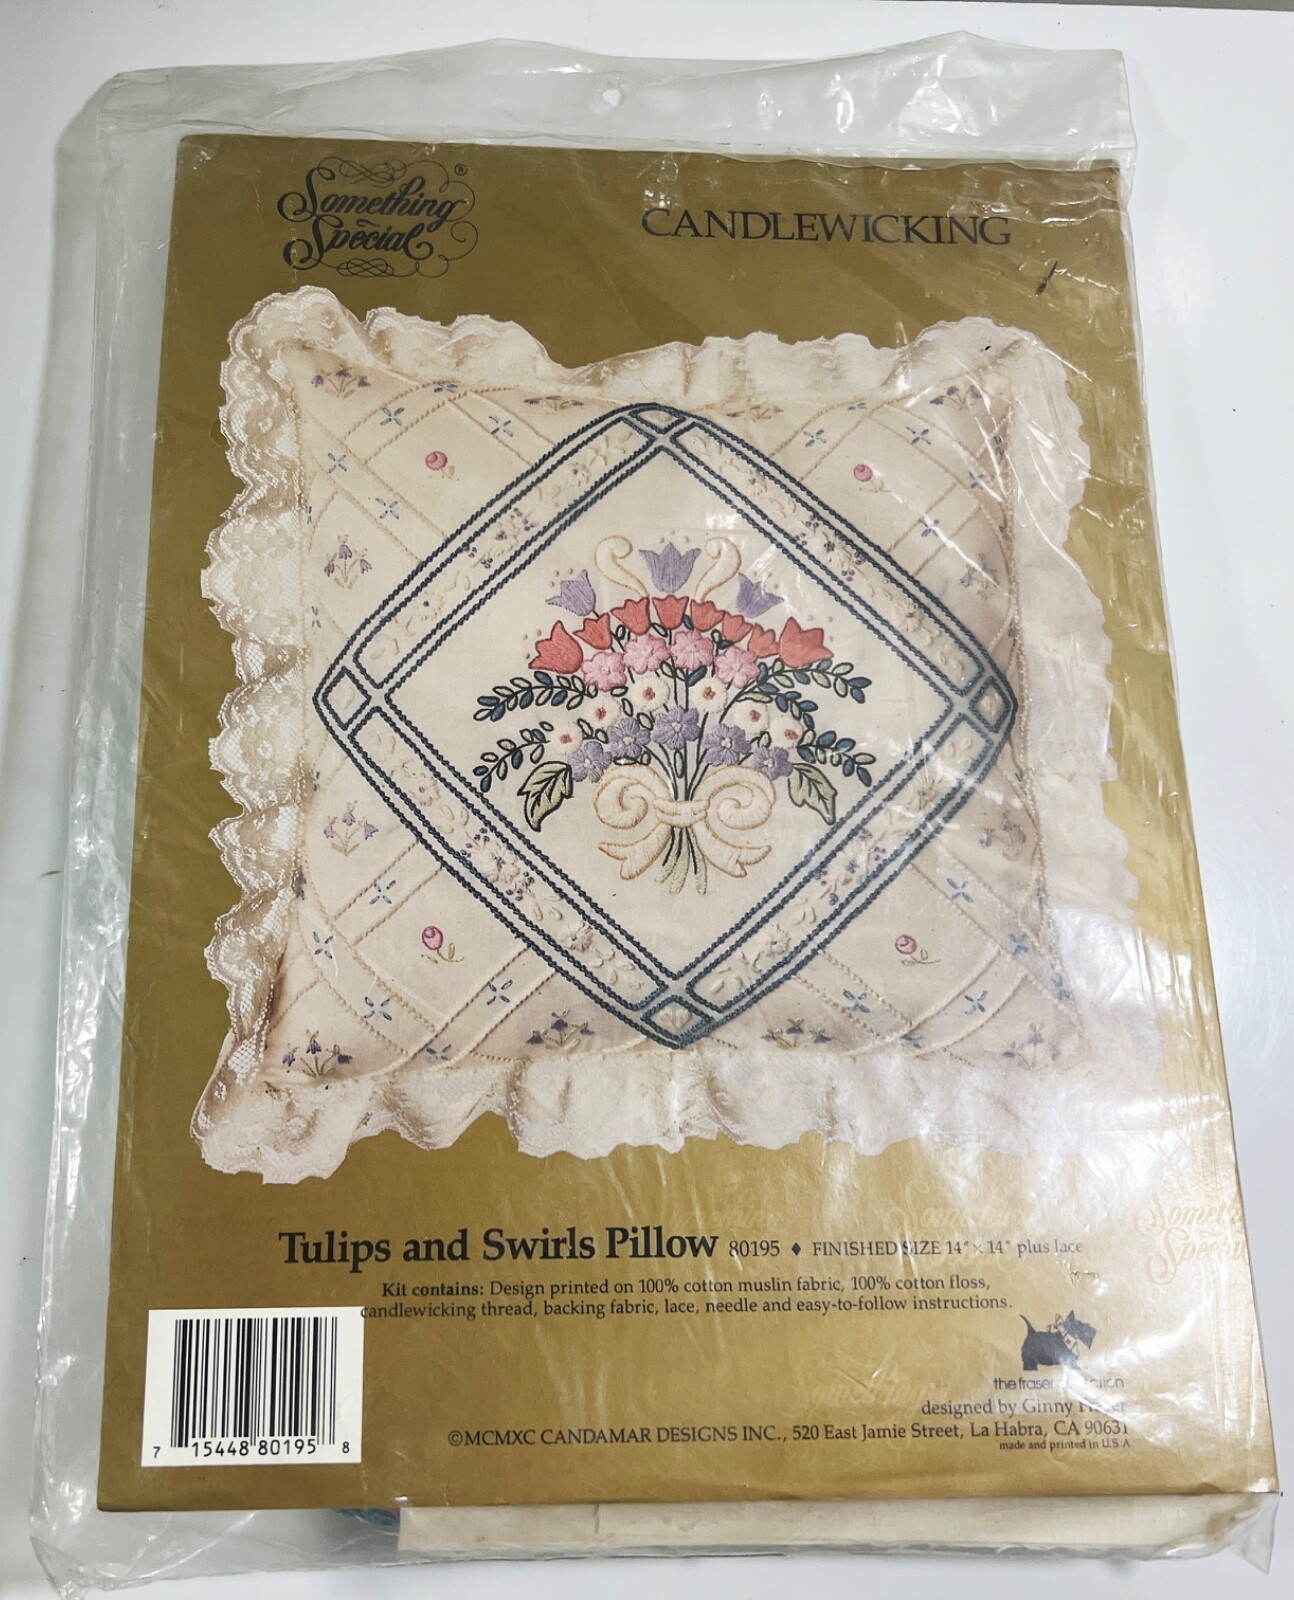 Something
Special®
CANDLEWICKING
Tulips and Swirls Pillow 80195 ♦ FINISHED SIZE 14" x 14" plus lace
Kit contains: Design printed on 100% cotton muslin fabric, 100% cotton floss,
candlewicking thread, backing fabric, lace, needle and easy-to-follow instructions.
the fraser
designed by Ginny
©MCMXC CANDAMAR DESIGNS INC., 520 East Jamie Street, La Habra, CA 90631
made and printed in U.S.A.
7 15448 80195 8